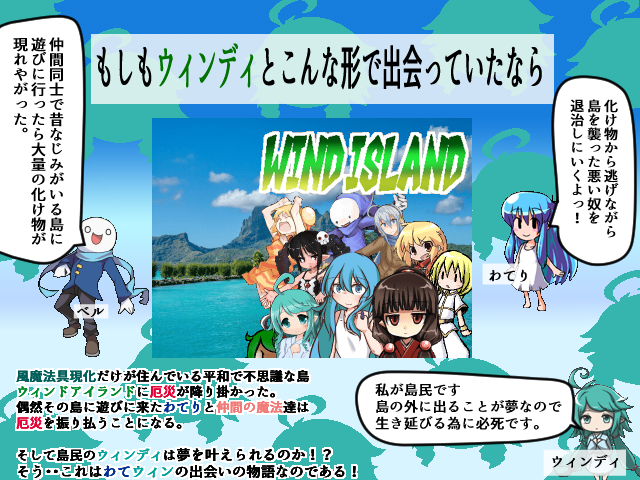 もしもウィンディとこんな形で出会っていたなら
仲間同士で昔なじみがいる島に
遊びに行ったら大量の化け物が
現れやがった。
化け物から逃げながら
島を襲った悪い奴を
退治しにいくよっ!
WIND ISLAND
ベル
わてり
風魔法具現化だけが住んでいる平和で不思議な島
ウィンドアイランドに厄災が降り掛かった。
偶然その島に遊びに来たわてりと仲間の魔法達は
厄災を振り払うことになる。
そして島民のウィンディは夢を叶えられるのか!?
そう・・これはわてウィンの出会いの物語なのである!
私が島民です
島の外に出ることが夢なので
生き延びる為に必死です。
ウィンディ